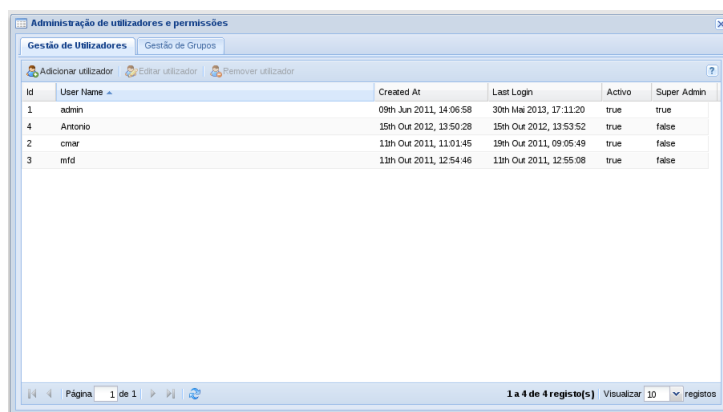 Administração de utilizadores e permissões
Gestão de Utilizadores Gestão de Grupos
Adicionar utilizador Editar utilizador Remover utilizador ?
Id User Name Created At Last Login Activo Super Admin
1 admin 09th Jun 2011, 14:06:58 30th Mai 2013, 17:11:20 true true
4 Antonio 15th Out 2012, 13:50:28 15th Out 2012, 13:53:52 true false
2 cmar 11th Out 2011, 11:01:45 19th Out 2011, 09:05:49 true false
3 mfd 11th Out 2011, 12:54:46 11th Out 2011, 12:55:08 true false
Página 1 de 1 1 a 4 de 4 registo(s) Visualizar 10 registos